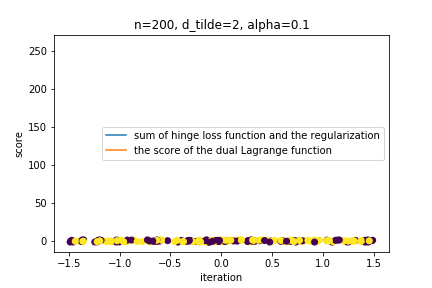 n=200, d_tilde=2, alpha=0.1
250
200
150
100
50
0
score
sum of hinge loss function and the regularization
the score of the dual Lagrange function
−1.5 −1.0 −0.5 0.0 0.5 1.0 1.5
iteration